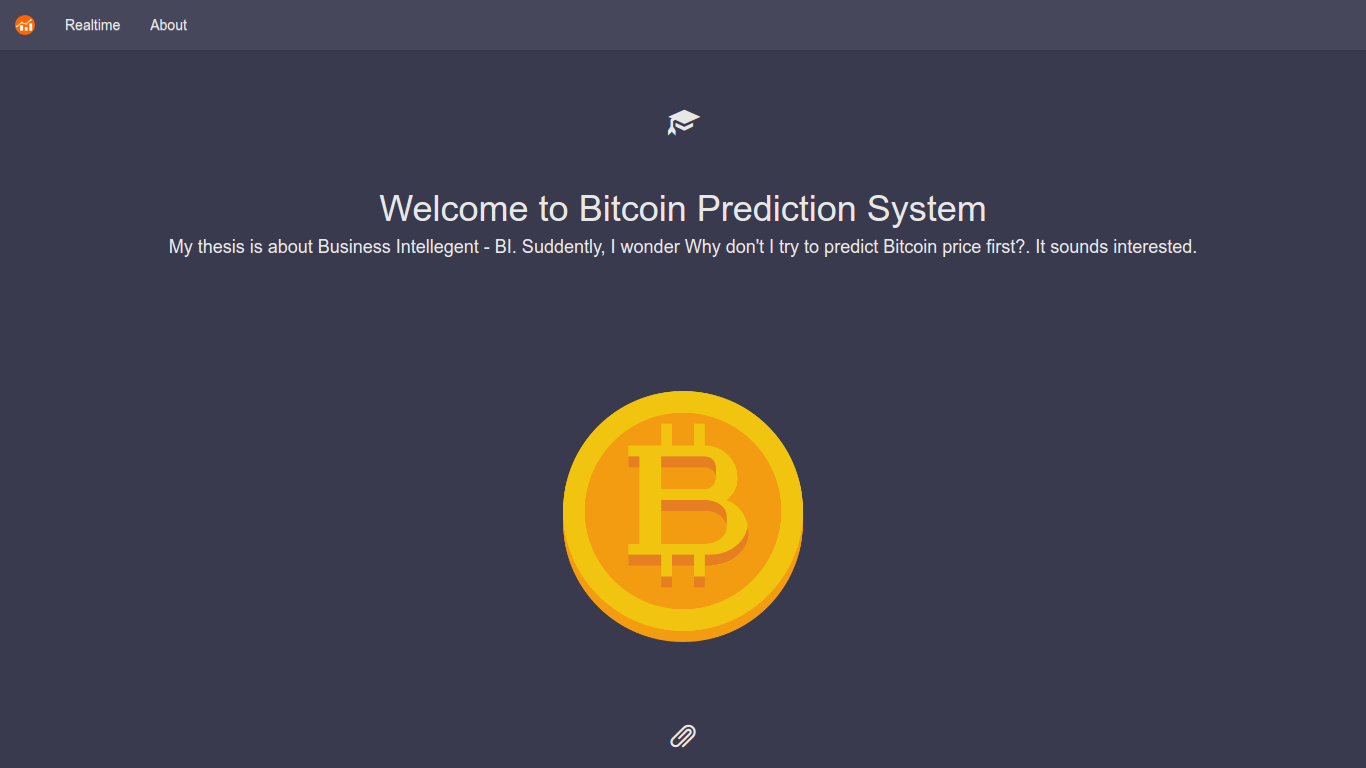 Realtime
About
Welcome to Bitcoin Prediction System
My thesis is about Business Intellegent - BI. Suddently, I wonder Why don't I try to predict Bitcoin price first?. It sounds interested.